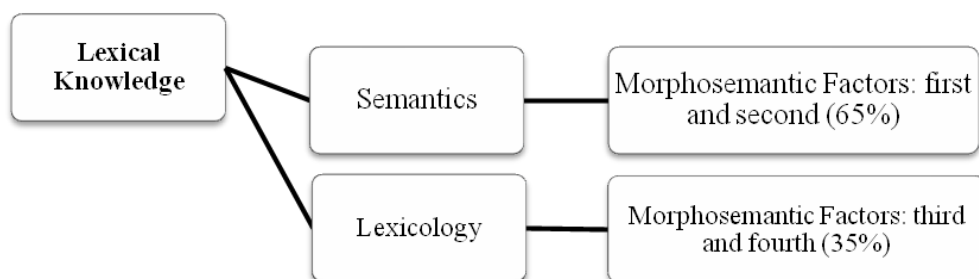 Lexical
Knowledge
Semantics
Morphosemantic Factors: first
and second (65%)
Lexicology
Morphosemantic Factors: third
and fourth (35%)